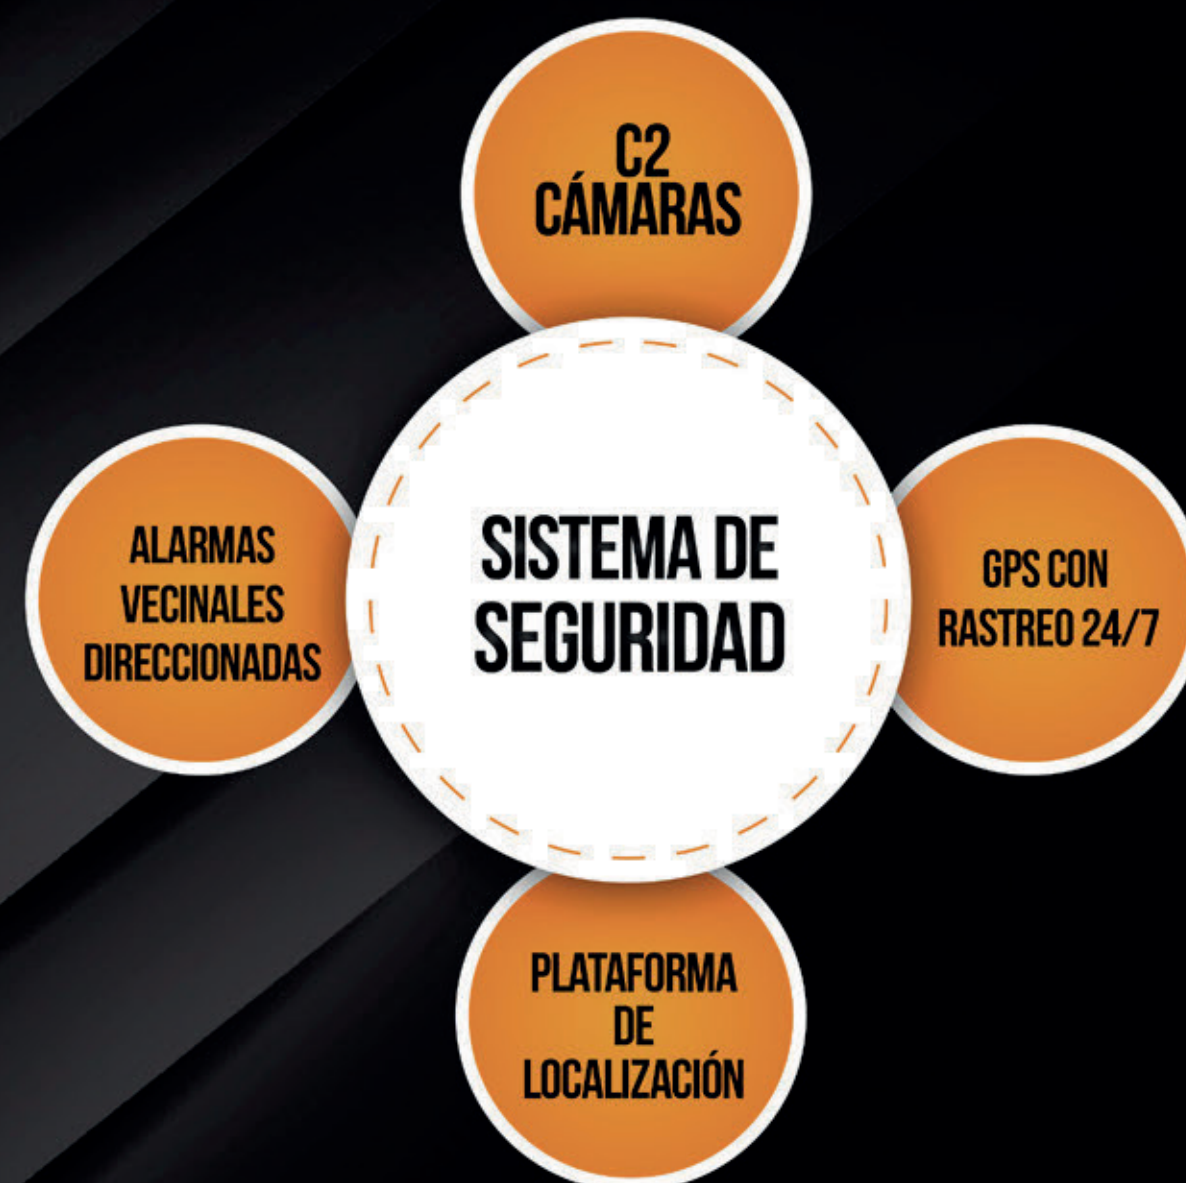 C2
CÁMARAS
ALARMAS
VECINALES
DIRECCIONADAS
SISTEMA DE
SEGURIDAD
GPS CON
RASTREO 24/7
PLATAFORMA
DE
LOCALIZACIÓN